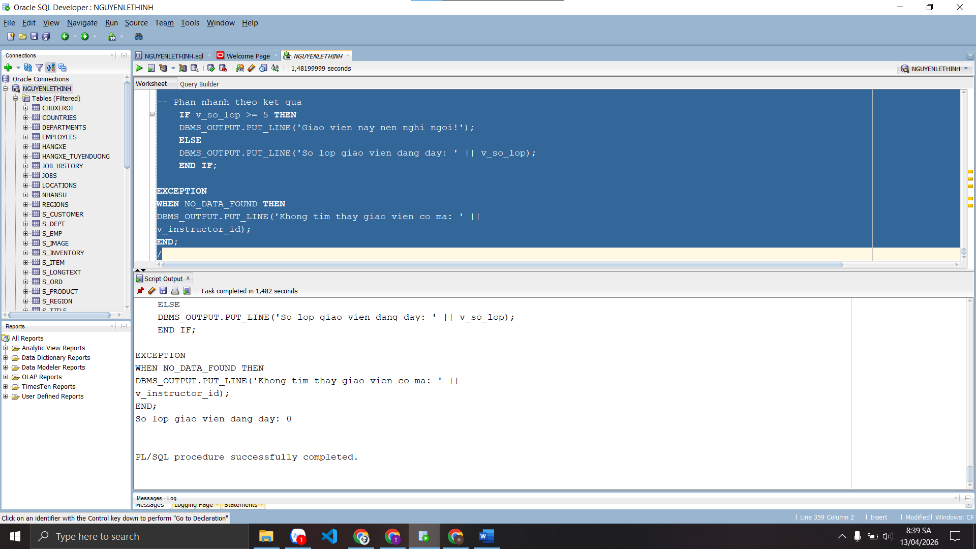 Oracle SQL Developer : NGUYENLETHINH
File Edit View Navigate Run Source Team Tools Window Help
Connections
Oracle Connections
NGUYENLETHINH
Tables (Filtered)
CHUXEROI
COUNTRIES
DEPARTMENTS
EMPLOYEES
HANGXE
HANGXE_TUYENDUONG
JOB_HISTORY
JOBS
LOCATIONS
NHANSU
REGIONS
S_CUSTOMER
S_DEPT
S_EMP
S_IMAGE
S_INVENTORY
S_ITEM
S_LONGTEXT
S_ORD
S_PRODUCT
S_REGION
S_TITLE
Reports
All Reports
Analytic View Reports
Data Dictionary Reports
Data Modeler Reports
OLAP Reports
TimesTen Reports
User Defined Reports
NGUYENLETHINH.sql
Welcome Page
NGUYENLETHINH
1,48199999 seconds
NGUYENLETHINH
Worksheet Query Builder
-- Phan nhanh theo ket qua
IF v_so_lop >= 5 THEN
DBMS_OUTPUT.PUT_LINE('Giao vien nay nen nghi ngoi!');
ELSE
DBMS_OUTPUT.PUT_LINE('So lop giao vien dang day: ' || v_so_lop);
END IF;
EXCEPTION
WHEN NO_DATA_FOUND THEN
DBMS_OUTPUT.PUT_LINE('Khong tim thay giao vien co ma: ' ||
v_instructor_id);
END;
/
Script Output
Task completed in 1,482 seconds
ELSE
DBMS_OUTPUT.PUT_LINE('So lop giao vien dang day: ' || v_so_lop);
END IF;
EXCEPTION
WHEN NO_DATA_FOUND THEN
DBMS_OUTPUT.PUT_LINE('Khong tim thay giao vien co ma: ' ||
v_instructor_id);
END;
So lop giao vien dang day: 0
PL/SQL procedure successfully completed.
Messages - Log
Messages Logging Page Statements
Click on an identifier with the Control key down to perform "Go to Declaration"
Line 359 Column 2 Insert Modified Windows: CR
Type here to search
8:39 SA
13/04/2026